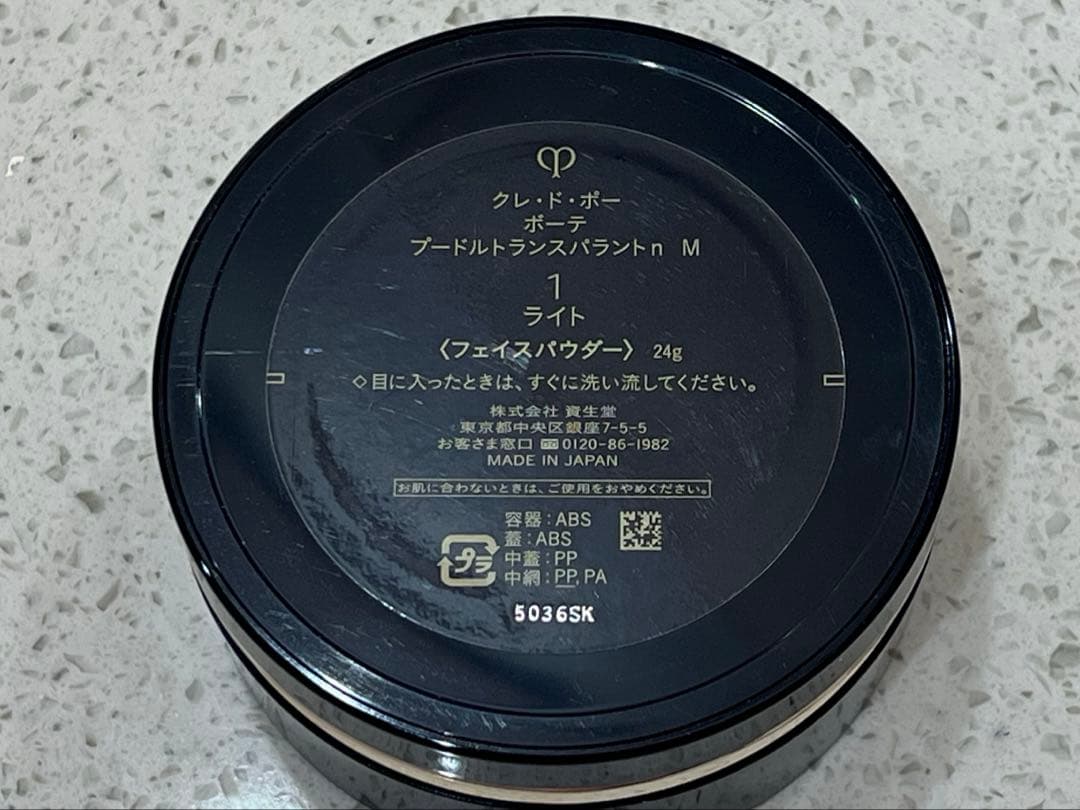 クレ・ド・ポー
ボーテ
プードルトランスパラントn M
1
ライト
〈フェイスパウダー〉 24g
◇目に入ったときは、すぐに洗い流してください。
株式会社 資生堂
東京都中央区銀座7-5-5
お客さま窓口 0120-86-1982
MADE IN JAPAN
お肌に合わないときは、ご使用をおやめください。
容器:ABS
蓋:ABS
中蓋:PP
中網:PP,PA
プラ
5036SK